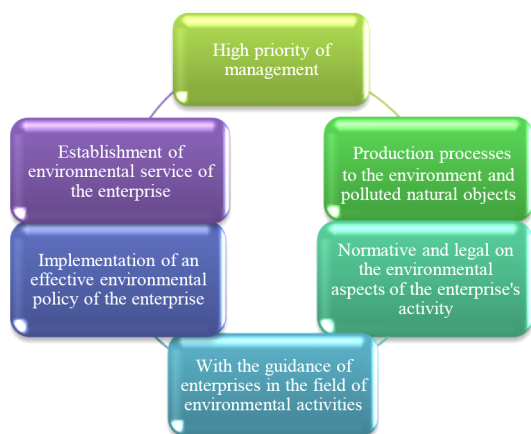 High priority of
management
Production processes
to the environment and
polluted natural objects
Normative and legal on
the environmental
aspects of the enterprise's
activity
With the guidance of
enterprises in the field of
environmental activities
Implementation of an
effective environmental
policy of the enterprise
Establishment of
environmental service of
the enterprise